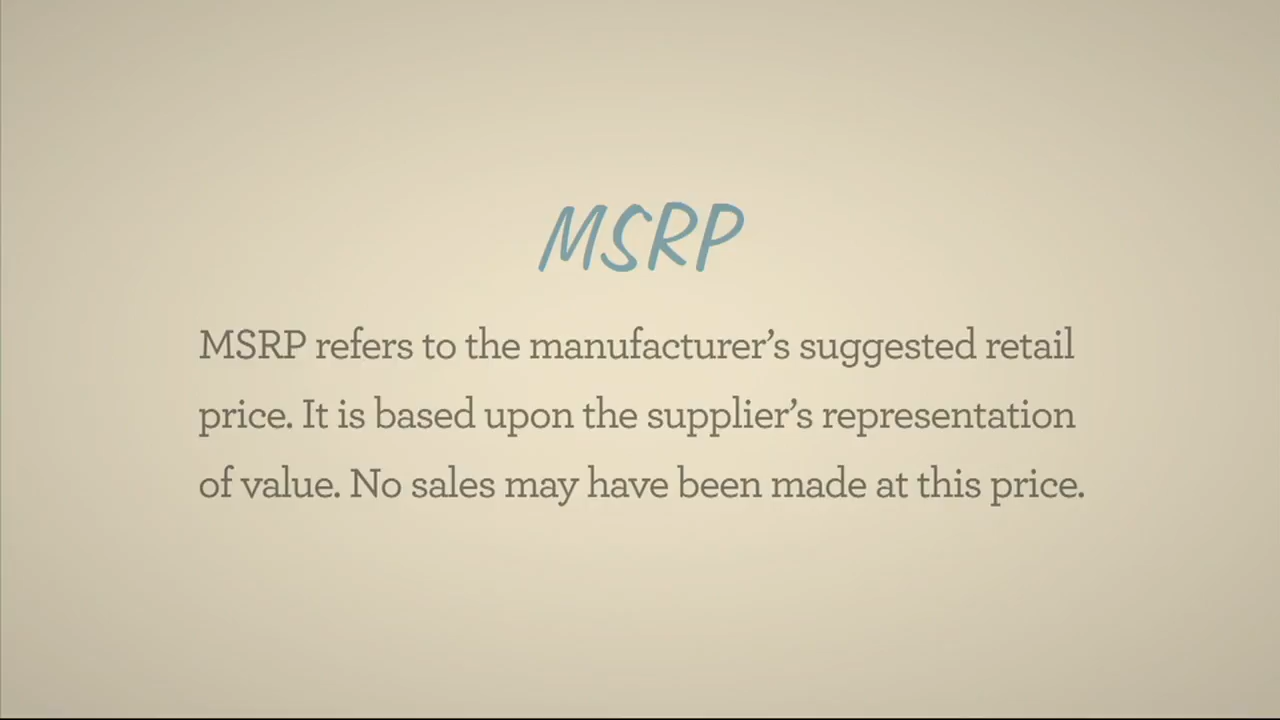 MSRP
MSRP refers to the manufacturer’s suggested retail
price. It is based upon the supplier’s representation
of value. No sales may have been made at this price.